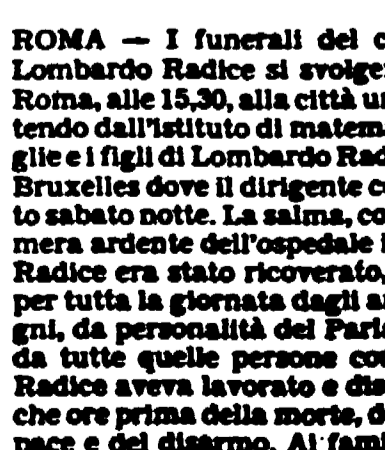 ROMA — I funerali del c
Lombardo Radice si svolge
Roma, alle 15,30, alla città u
tendo dall'istituto di matem
glie e i figli di Lombardo Rad
Bruxelles dove il dirigente c
to sabato notte. La salma, co
mera ardente dell'ospedale
Radice era stato ricoverato,
per tutta la giornata dagli a
gni, da personalità del Parl
da tutte quelle persone co
Radice aveva lavorato e dis
che ore prima della morte, d
pace e del disarmo. Ai fami